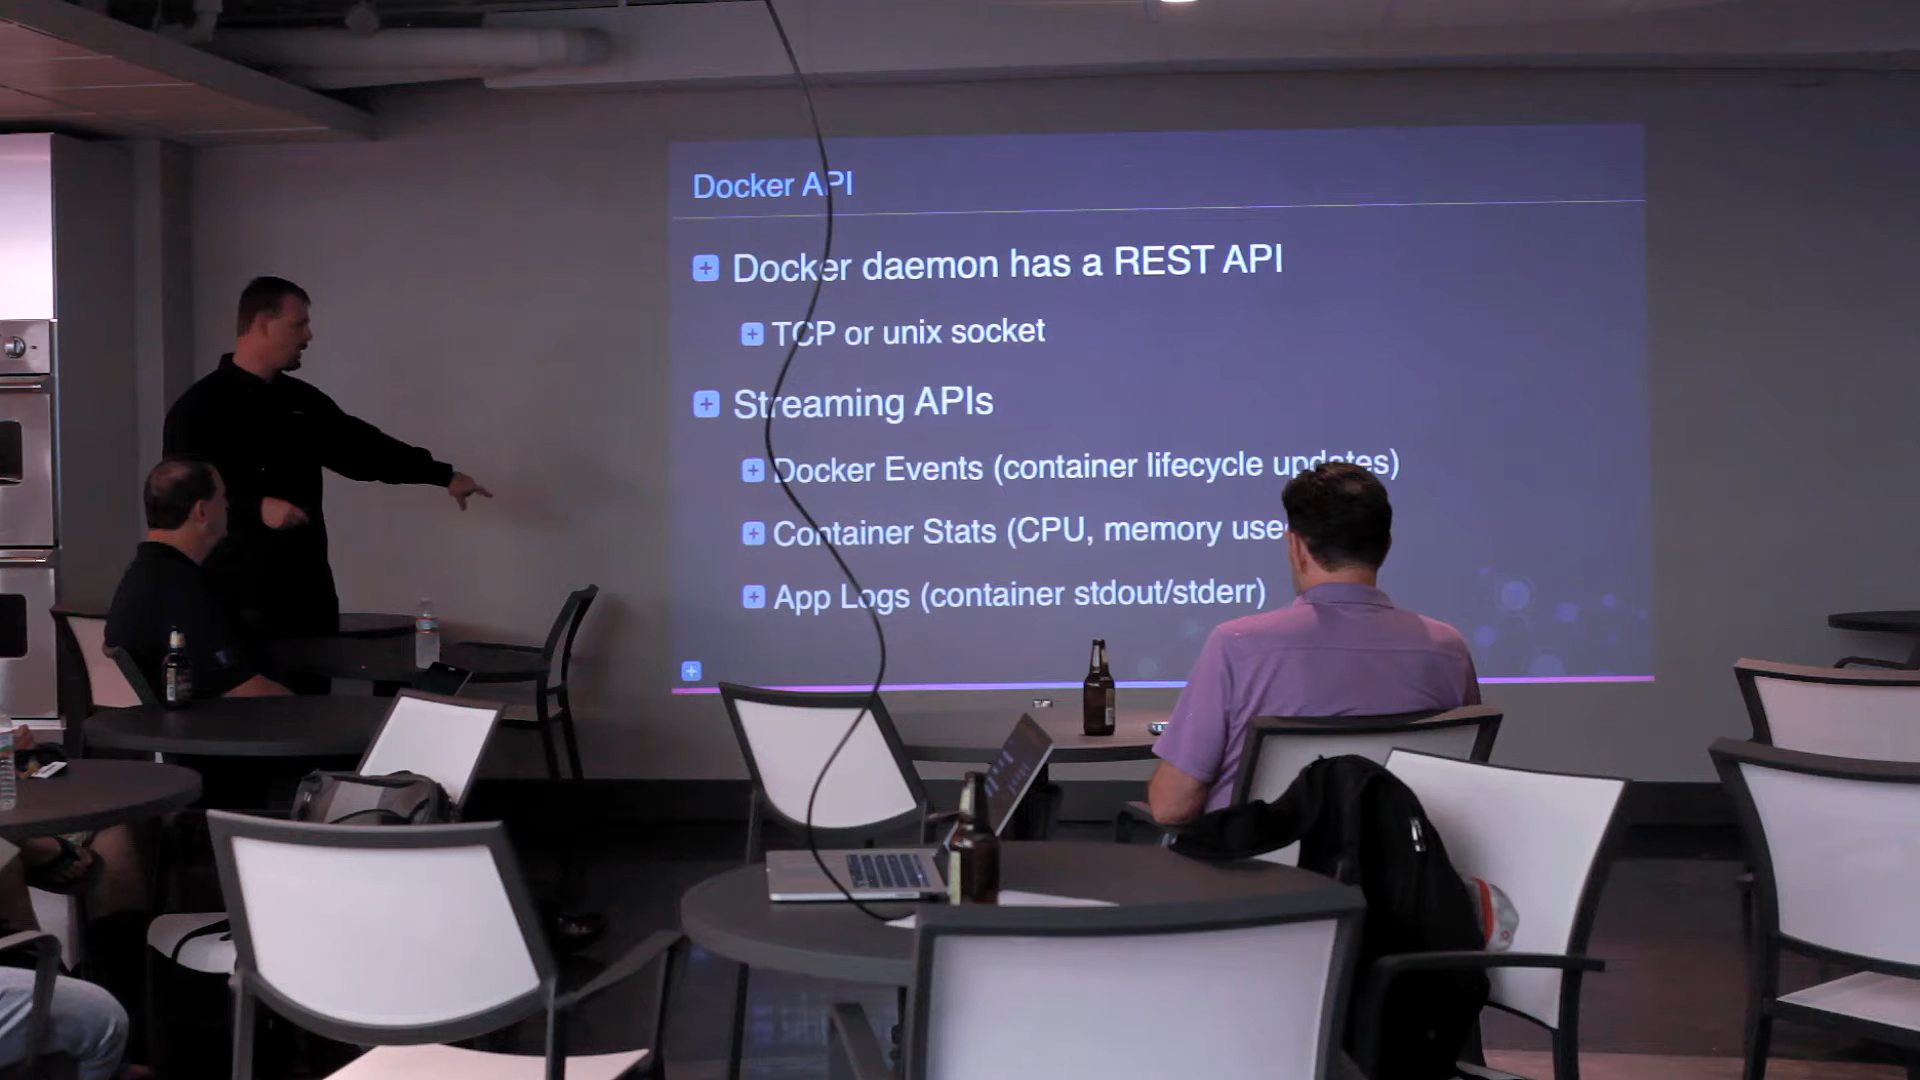 Docker API
Docker daemon has a REST API
TCP or unix socket
Streaming APIs
Docker Events (container lifecycle updates)
Container Stats (CPU, memory
App Logs (container stdout/stderr)